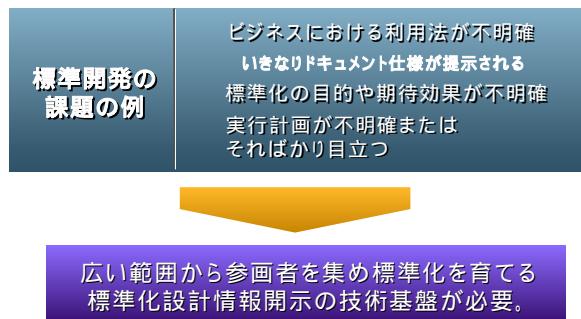 標準開発の
課題の例
ビジネスにおける利用法が不明確
いきなりドキュメント仕様が提示される
標準化の目的や期待効果が不明確
実行計画が不明確または
そればかり目立つ
広い範囲から参画者を集め標準化を育てる
標準化設計情報開示の技術基盤が必要。